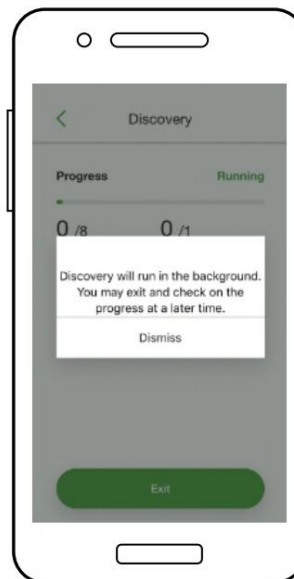 Discovery
Progress Running
0 /8 0 /1
Discovery will run in the background.
You may exit and check on the
progress at a later time.
Dismiss
Exit